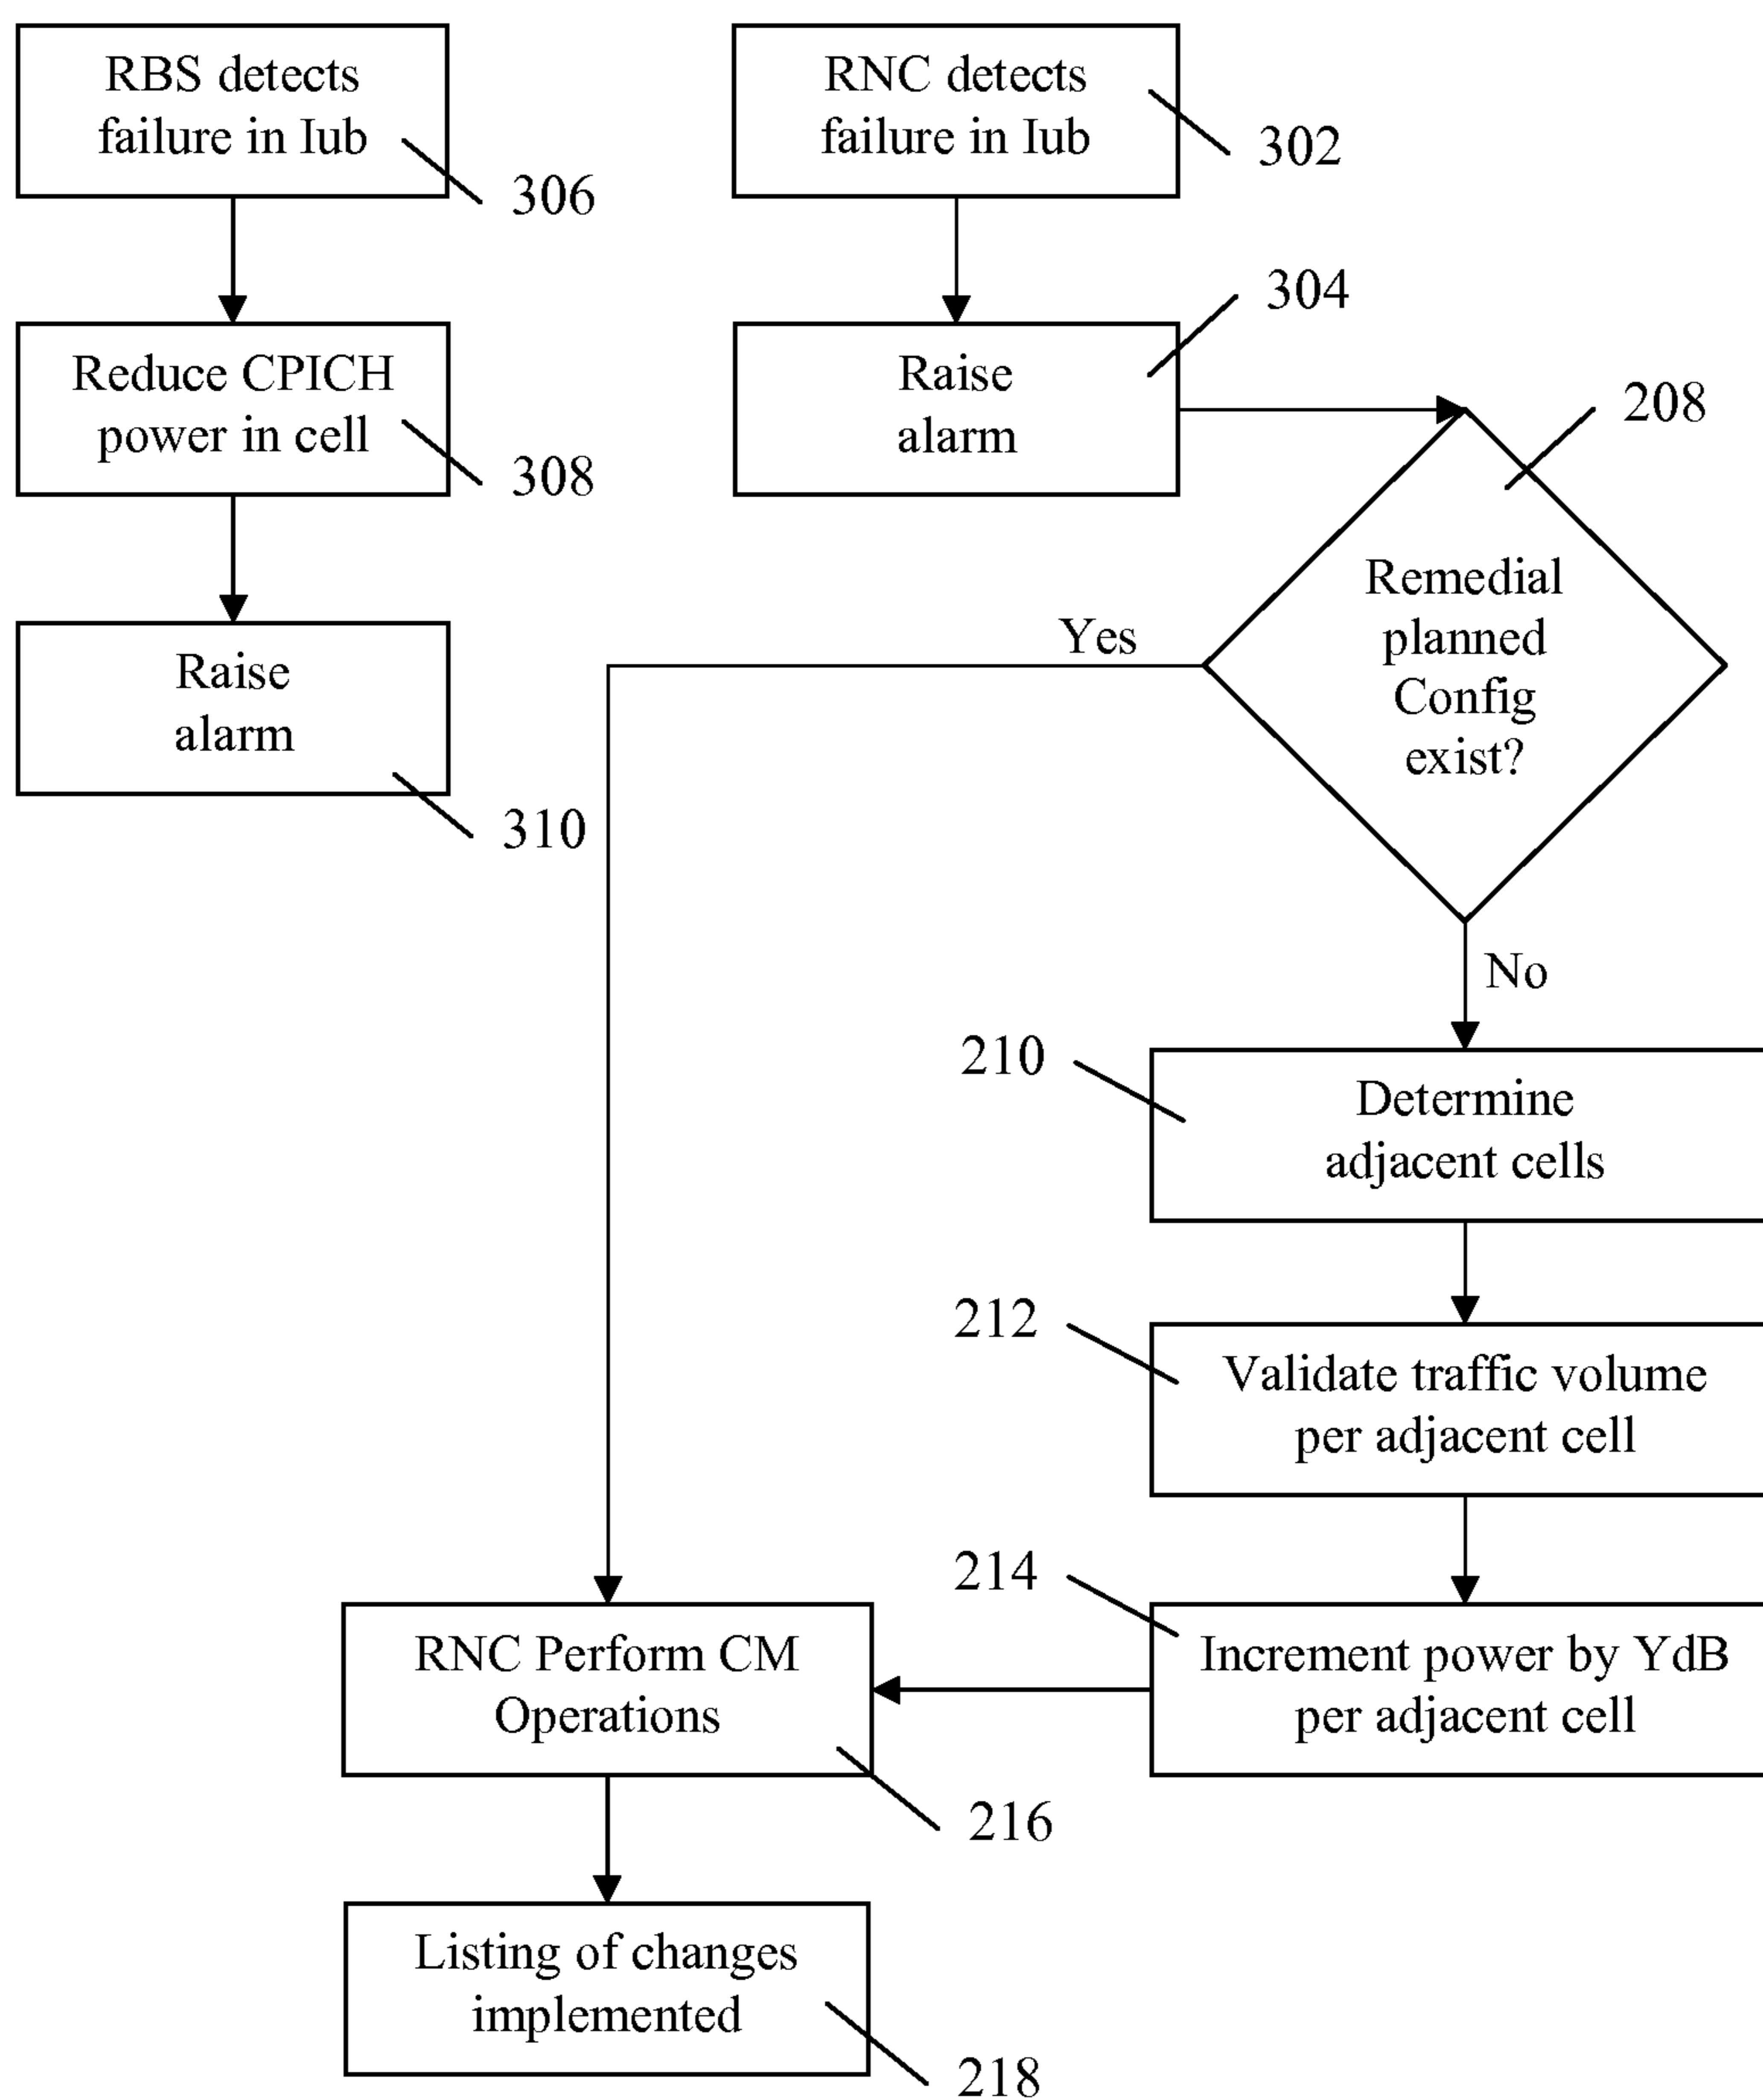 RBS detects
failure in Iub
306
RNC detects
failure in Iub
302
Reduce CPICH
power in cell
308
Raise
alarm
304
208
Remedial
planned
Config
exist?
Yes
No
Raise
alarm
310
210
Determine
adjacent cells
212
Validate traffic volume
per adjacent cell
214
Increment power by YdB
per adjacent cell
RNC Perform CM
Operations
216
Listing of changes
implemented
218